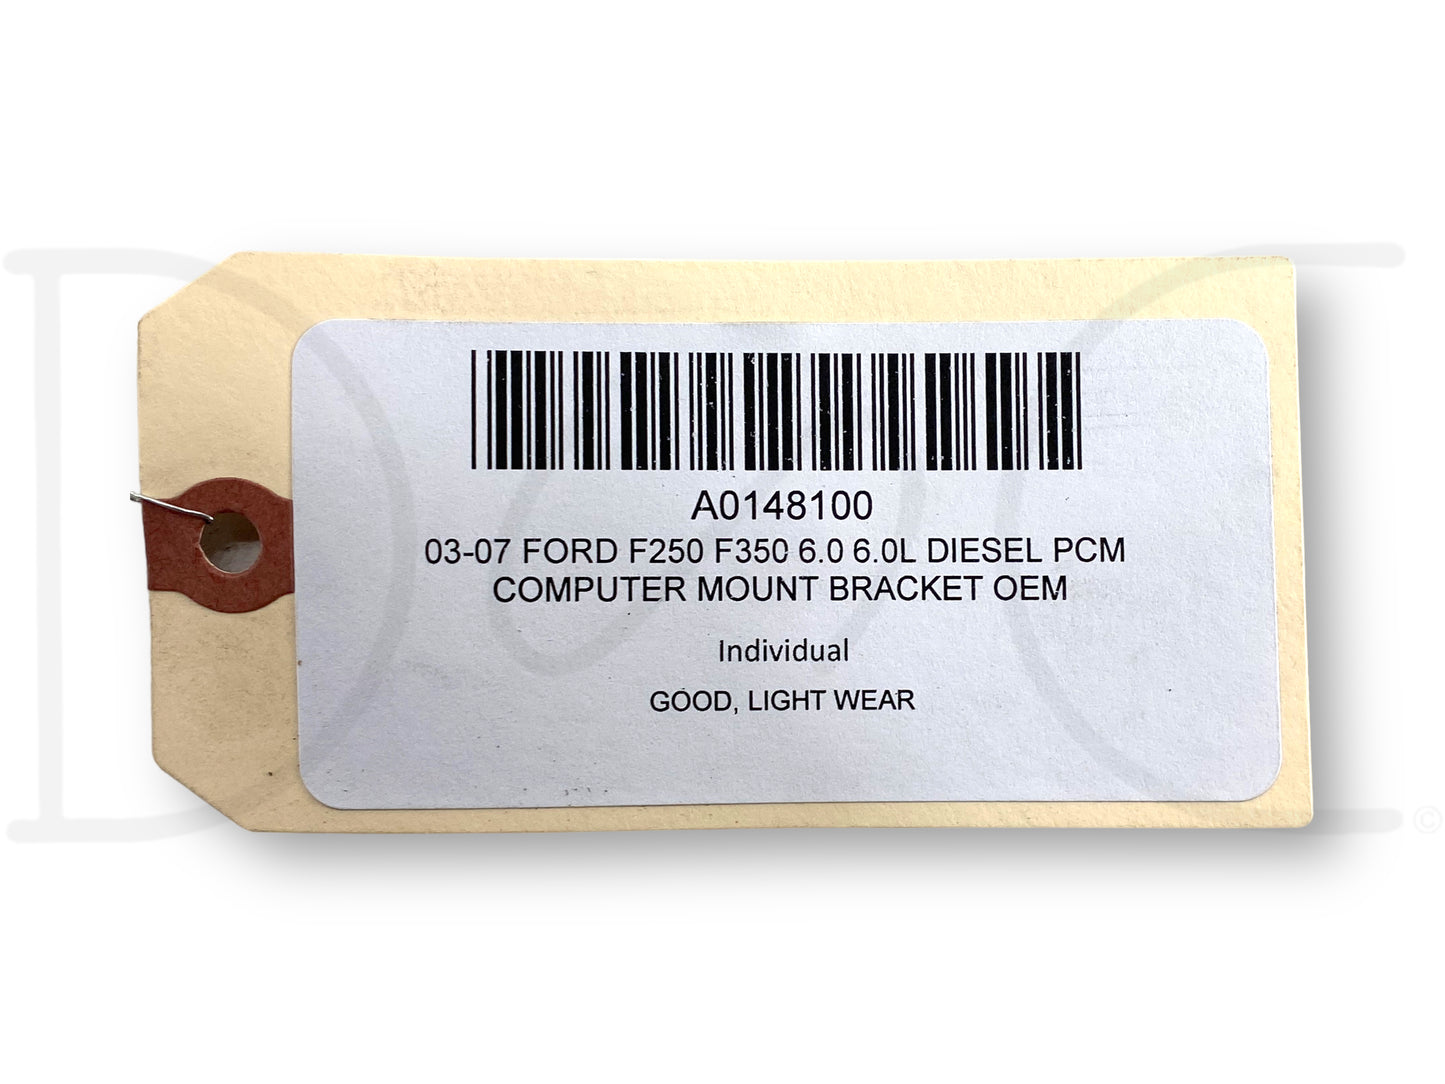 A0148100
03-07 FORD F250 F350 6.0 6.0L DIESEL PCM
COMPUTER MOUNT BRACKET OEM
Individual
GOOD, LIGHT WEAR
D C
©